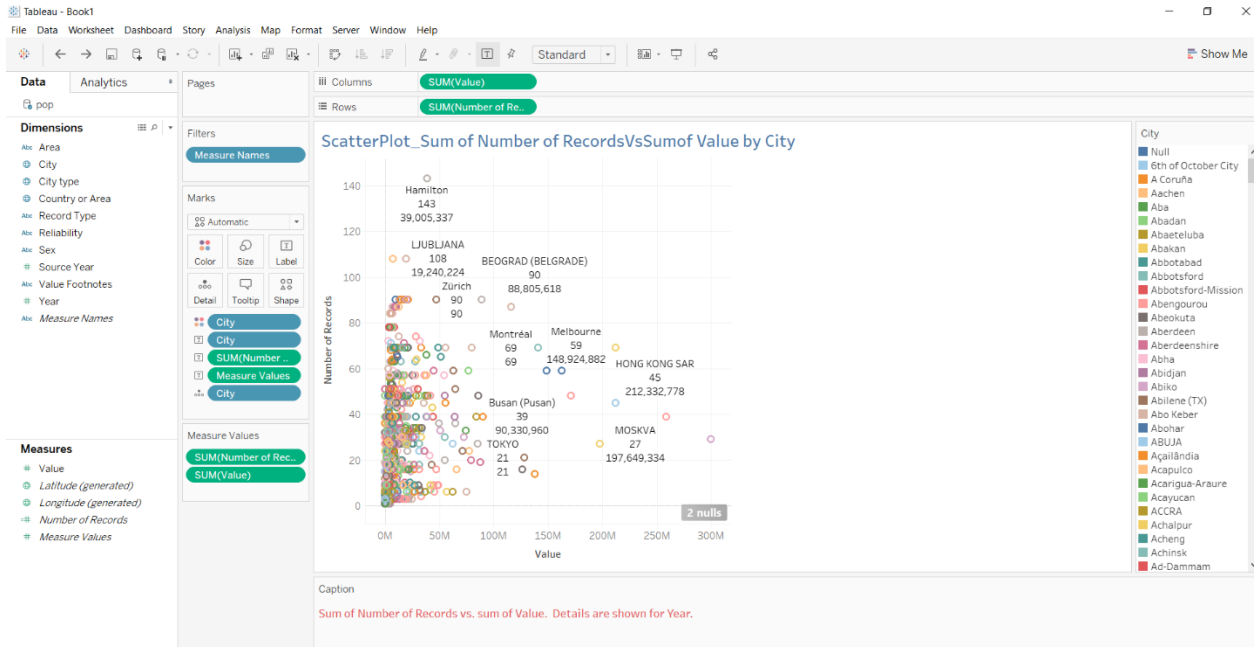 Tableau - Book1
File Data Worksheet Dashboard Story Analysis Map Format Server Window Help
Standard
Show Me
Data Analytics
pop
Dimensions
Abc Area
City
City type
Country or Area
Abc Record Type
Abc Reliability
Abc Sex
# Source Year
Abc Value Footnotes
# Year
Abc Measure Names
Measures
# Value
Latitude (generated)
Longitude (generated)
=# Number of Records
# Measure Values
Pages
Filters
Measure Names
Marks
Automatic
Color Size Label
Detail Tooltip Shape
City
City
SUM(Number ..
Measure Values
City
Measure Values
SUM(Number of Rec..
SUM(Value)
iii Columns SUM(Value)
Rows SUM(Number of Re..
ScatterPlot_Sum of Number of RecordsVsSumof Value by City
Number of Records
140
120
100
80
60
40
20
0
Hamilton
143
39,005,337
LJUBLJANA
108
19,240,224
BEOGRAD (BELGRADE)
90
88,805,618
Zürich
90
90
Montréal
69
69
Melbourne
59
148,924,882
HONG KONG SAR
45
212,332,778
Busan (Pusan)
39
90,330,960
MOSKVA
27
197,649,334
TOKYO
21
21
2 nulls
0M 50M 100M 150M 200M 250M 300M
Value
City
Null
6th of October City
A Coruña
Aachen
Aba
Abadan
Abaeteluba
Abakan
Abbotabad
Abbotsford
Abbotsford-Mission
Abengourou
Abeokuta
Aberdeen
Aberdeenshire
Abha
Abidjan
Abiko
Abilene (TX)
Abo Keber
Abohar
ABUJA
Açailândia
Acapulco
Acarigua-Araure
Acayucan
ACCRA
Achalpur
Acheng
Achinsk
Ad-Dammam
Caption
Sum of Number of Records vs. sum of Value. Details are shown for Year.